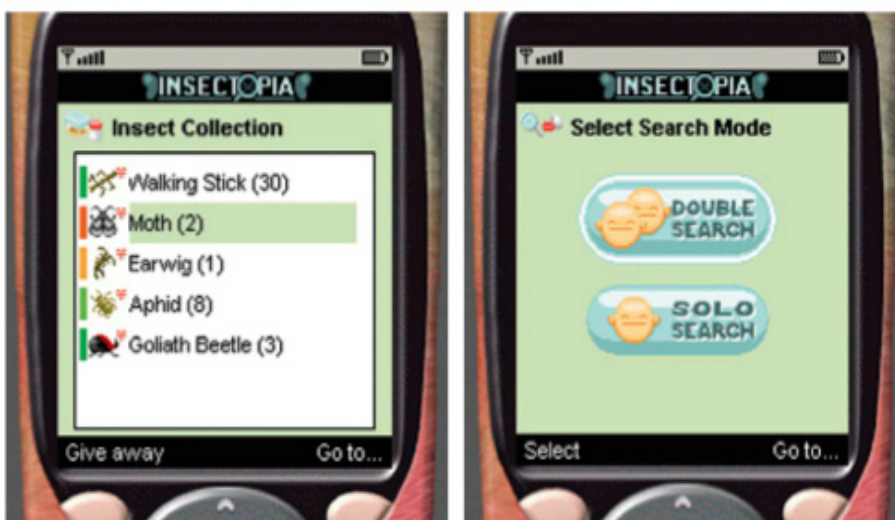 INSECTOPIA
Insect Collection
Walking Stick (30)
Moth (2)
Earwig (1)
Aphid (8)
Goliath Beetle (3)
Give away Go to...
INSECTOPIA
Select Search Mode
DOUBLE
SEARCH
SOLO
SEARCH
Select Go to...